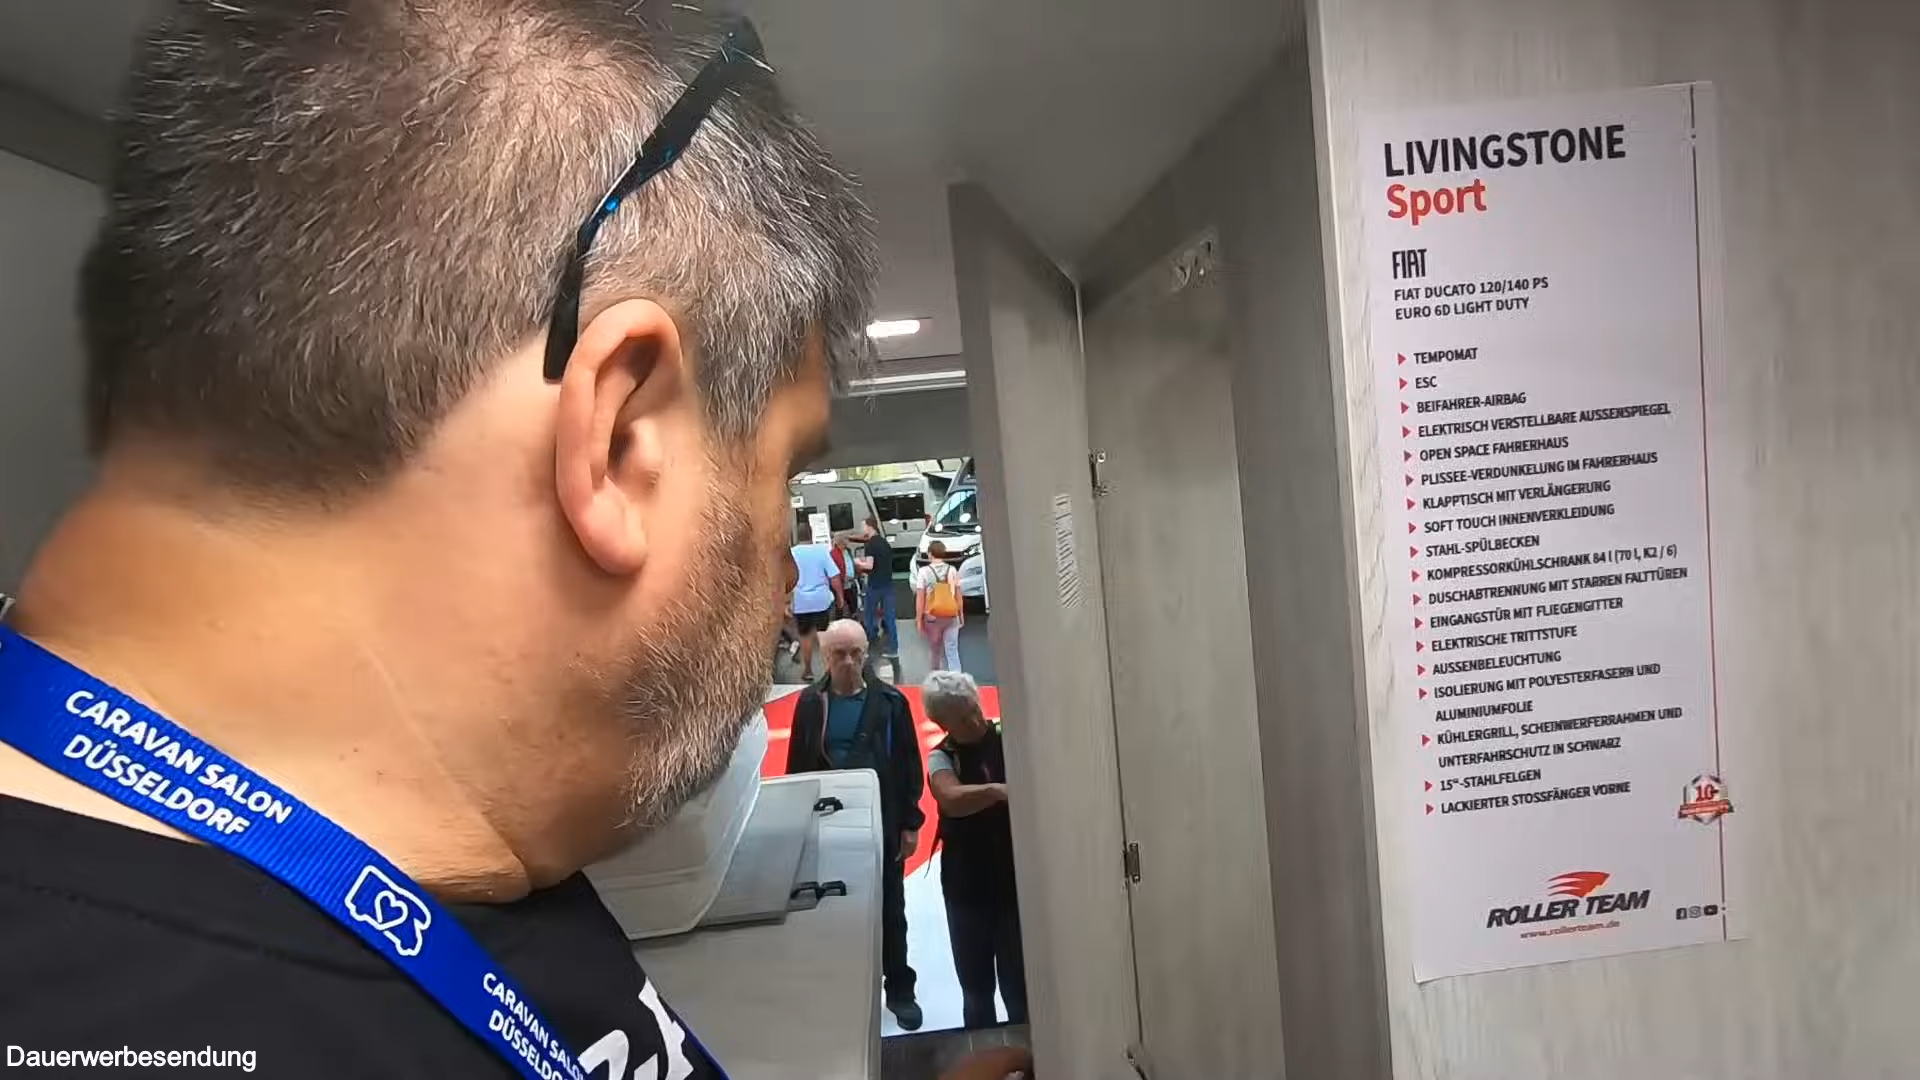 LIVINGSTONE
Sport
FIAT
FIAT DUCATO 120/140 PS
EURO 6D LIGHT DUTY
TEMPOMAT
ESC
BEIFAHRER-AIRBAG
ELEKTRISCH VERSTELLBARE AUSSENSPIEGEL
OPEN SPACE FAHRERHAUS
PLISSEE-VERDUNKELUNG IM FAHRERHAUS
KLAPPTISCH MIT VERLÄNGERUNG
SOFT TOUCH INNENVERKLEIDUNG
STAHL-SPÜLBECKEN
KOMPRESSORKÜHLSCHRANK 84 l (70 l, K2 / 6)
DUSCHABTRENNUNG MIT STARREN FALTTÜREN
EINGANGSTÜR MIT FLIEGENGITTER
ELEKTRISCHE TRITTSTUFE
AUSSENBELEUCHTUNG
ISOLIERUNG MIT POLYESTERFASERN UND
ALUMINIUMFOLIE
KÜHLERGRILL, SCHEINWERFERRAHMEN UND
UNTERFAHRSCHUTZ IN SCHWARZ
15"-STAHLFELGEN
LACKIERTER STOSSFÄNGER VORNE
10
ROLLER TEAM
www.rollerteam.de
CARAVAN SALON
DÜSSELDORF
CARAVAN SALON
DÜSSELDO
Dauerwerbesendung